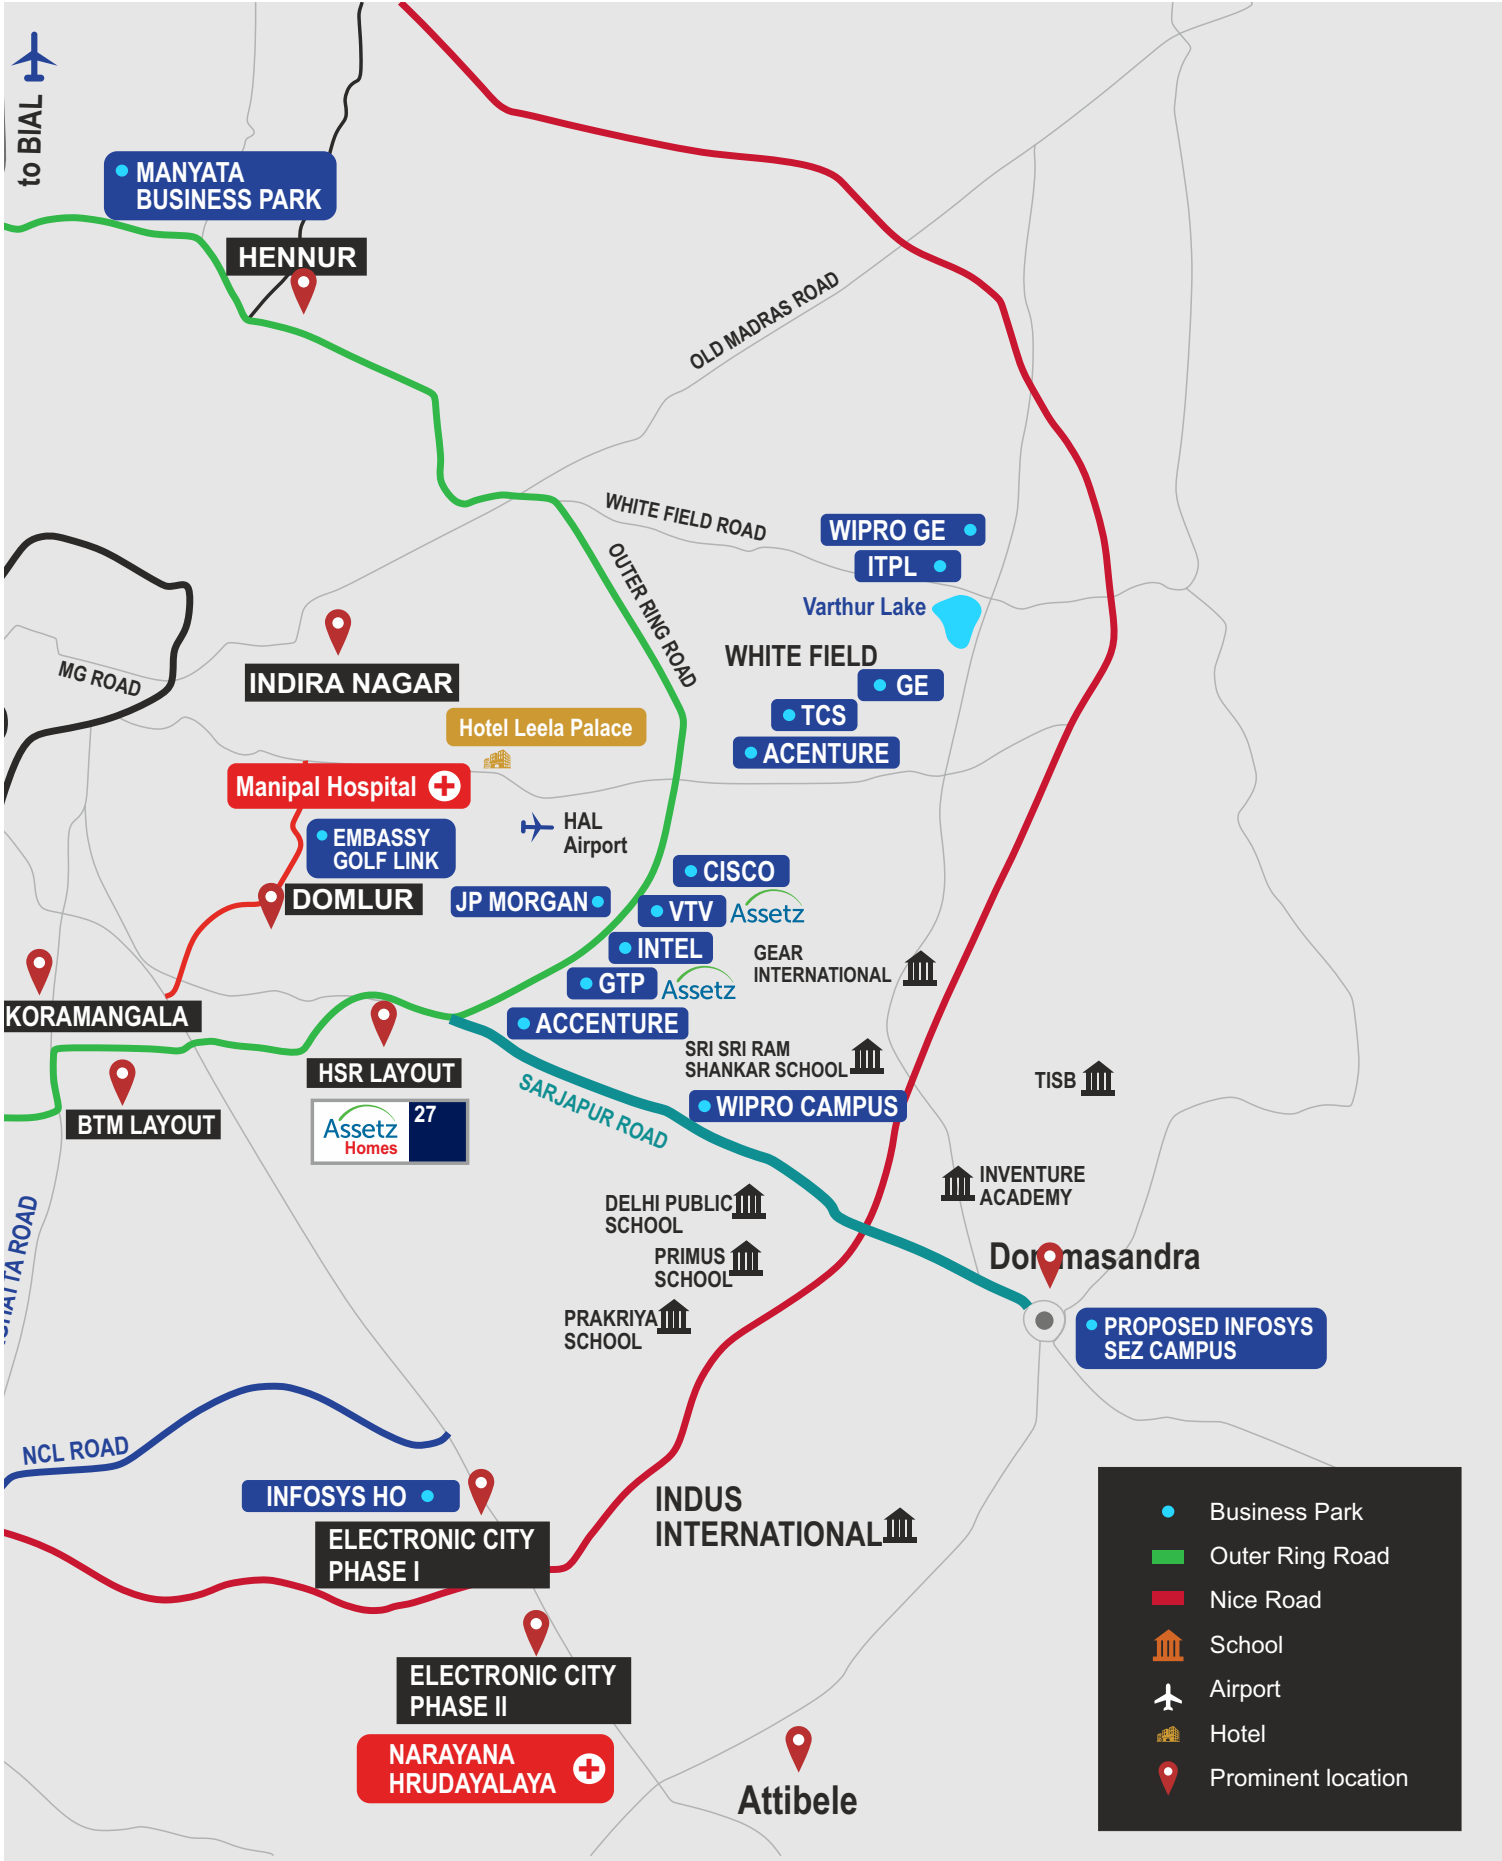 to BIAL
MANYATA
BUSINESS PARK
HENNUR
OLD MADRAS ROAD
WHITE FIELD ROAD
OUTER RING ROAD
WIPRO GE
ITPL
Varthur Lake
WHITE FIELD
GE
TCS
ACENTURE
MG ROAD
INDIRA NAGAR
Hotel Leela Palace
Manipal Hospital
EMBASSY
GOLF LINK
HAL
Airport
DOMLUR
JP MORGAN
CISCO
VTV
Assetz
INTEL
GEAR
INTERNATIONAL
GTP
Assetz
KORAMANGALA
ACCENTURE
HSR LAYOUT
SRI SRI RAM
SHANKAR SCHOOL
TISB
SARJAPUR ROAD
WIPRO CAMPUS
BTM LAYOUT
Assetz
Homes
27
INVENTURE
ACADEMY
DELHI PUBLIC
SCHOOL
PRIMUS
SCHOOL
PRAKRIYA
SCHOOL
ROAD
PROPOSED INFOSYS
SEZ CAMPUS
NCL ROAD
INFOSYS HO
ELECTRONIC CITY
PHASE I
INDUS
INTERNATIONAL
ELECTRONIC CITY
PHASE II
NARAYANA
HRUDAYALAYA
Attibele
Business Park
Outer Ring Road
Nice Road
School
Airport
Hotel
Prominent location